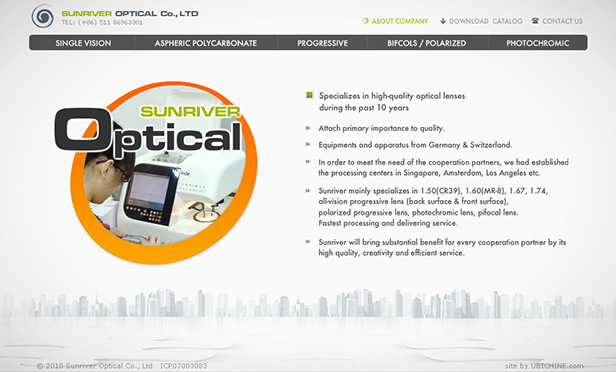 SUNRIVER OPTICAL CO., LTD
TEL: (+86) 511 86963301
ABOUT COMPANY
DOWNLOAD CATALOG
CONTACT US
SINGLE VISION
ASPHERIC POLYCARBONATE
PROGRESSIVE
BIFCOLS / POLARIZED
PHOTOCHROMIC
SUNRIVER
Optical
Specializes in high-quality optical lenses
during the past 10 years
» Attach primary importance to quality.
» Equipments and apparatus from Germany & Switzerland.
» In order to meet the need of the cooperation partners, we had established
the processing centers in Singapore, Amsterdam, Los Angeles etc.
» Sunriver mainly specializes in 1.50(CR39), 1.60(MR-8), 1.67, 1.74,
all-vision progressive lens (back surface & front surface),
polarized progressive lens, photochromic lens, pifocal lens.
Fastest processing and delivering service.
» Sunriver will bring substantial benefit for every cooperation partner by its
high quality, creativity and efficient service.
© 2010 Sunriver Optical Co., Ltd ICP07003083
site by UBICHINE.com